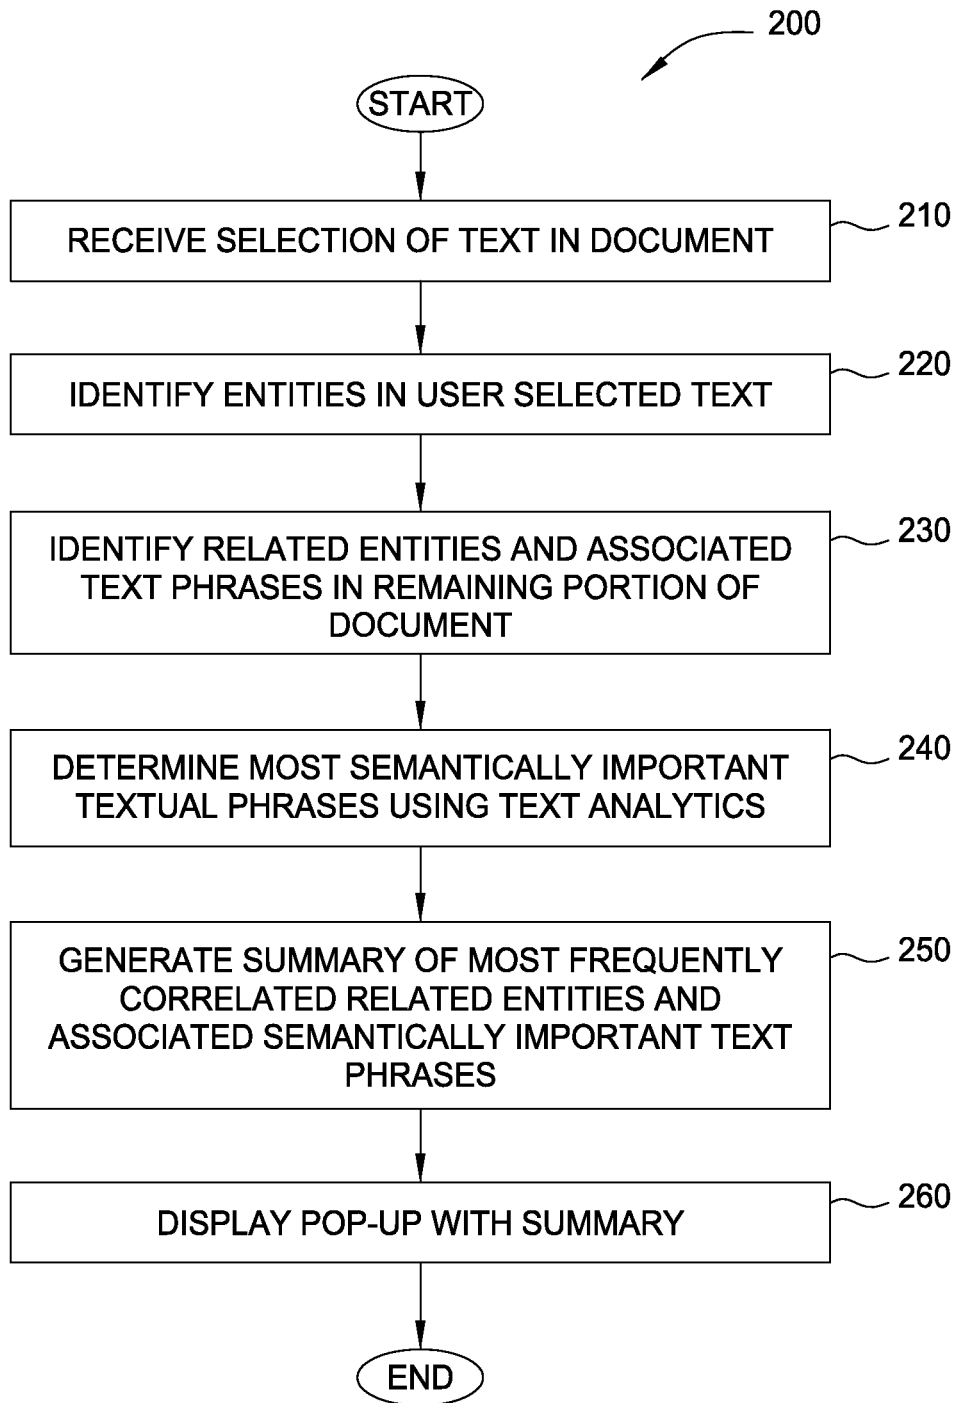 200
START
210
RECEIVE SELECTION OF TEXT IN DOCUMENT
220
IDENTIFY ENTITIES IN USER SELECTED TEXT
230
IDENTIFY RELATED ENTITIES AND ASSOCIATED
TEXT PHRASES IN REMAINING PORTION OF
DOCUMENT
240
DETERMINE MOST SEMANTICALLY IMPORTANT
TEXTUAL PHRASES USING TEXT ANALYTICS
250
GENERATE SUMMARY OF MOST FREQUENTLY
CORRELATED RELATED ENTITIES AND
ASSOCIATED SEMANTICALLY IMPORTANT TEXT
PHRASES
260
DISPLAY POP-UP WITH SUMMARY
END